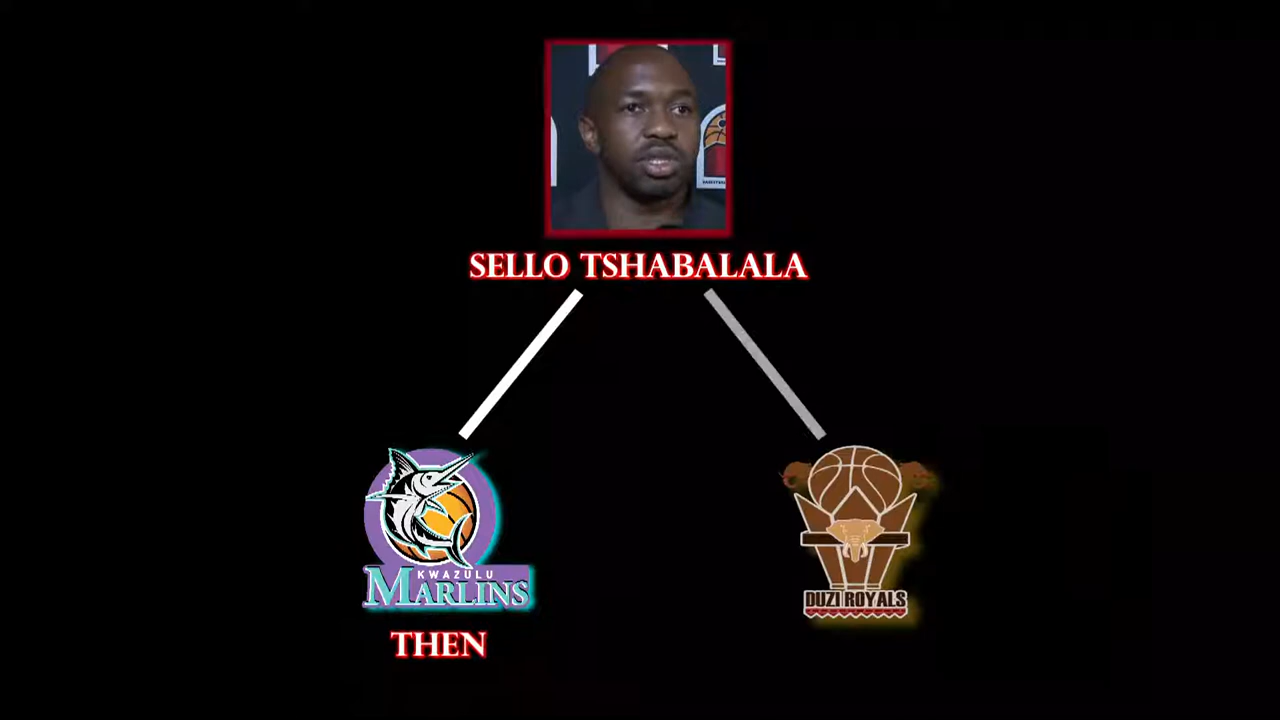 SELLO TSHABALALA
KWAZULU
MARLINS
DUZI ROYALS
THEN